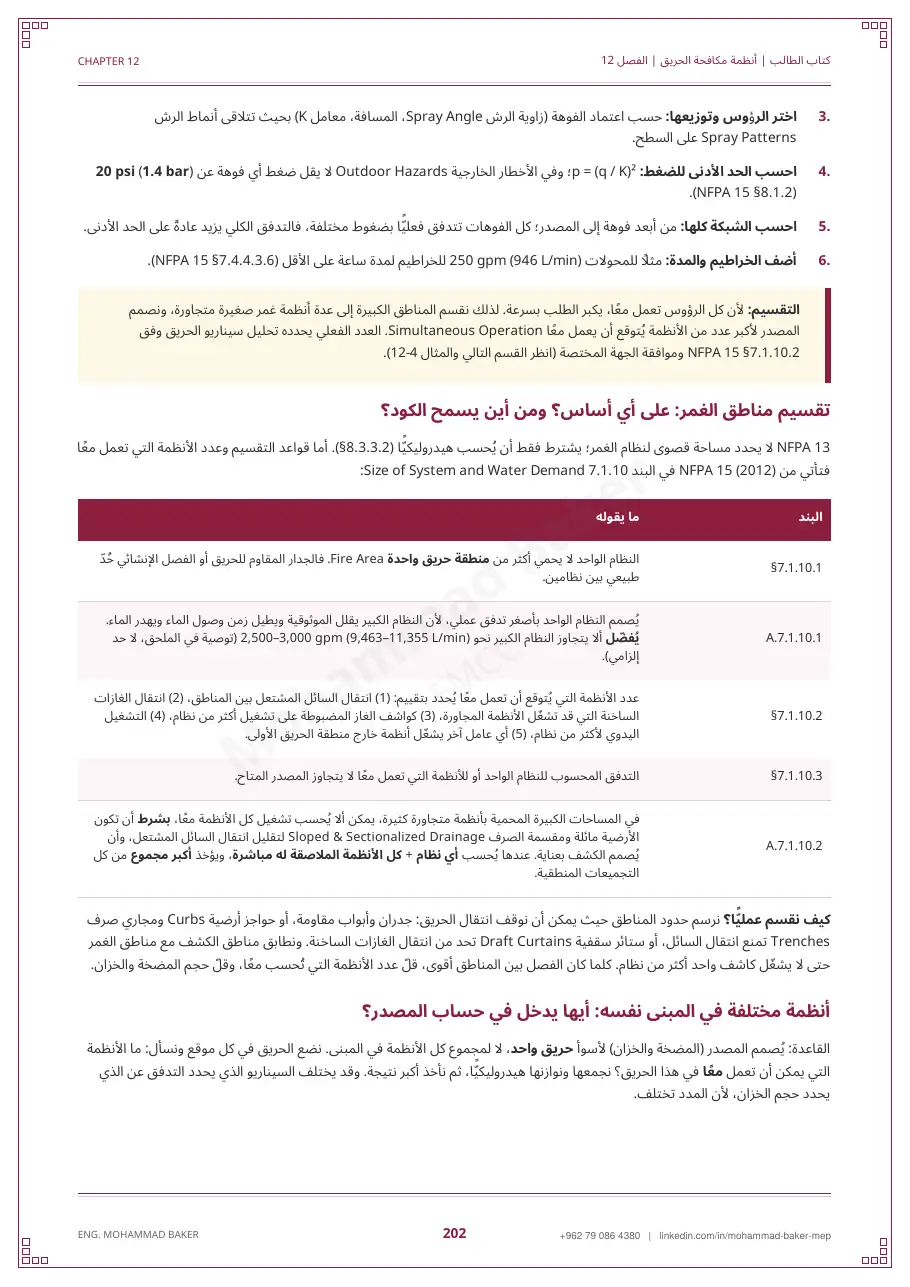 CHAPTER 12
كتاب الطالب | أنظمة مكافحة الحريق | الفصل 12
3. اختر الرؤوس وتوزيعها: حسب اعتماد الفوهة (زاوية الرش Spray Angle، المسافة، معامل K) بحيث تتلاقى أنماط الرش
Spray Patterns على السطح.
4. احسب الحد الأدنى للضغط: p = (q / K)²؛ وفي الأخطار الخارجية Outdoor Hazards لا يقل ضغط أي فوهة عن 20 psi (1.4 bar)
(NFPA 15 §8.1.2).
5. احسب الشبكة كلها: من أبعد فوهة إلى المصدر؛ كل الفوهات تتدفق فعليًّا بضغوط مختلفة، فالتدفق الكلي يزيد عادةً على الحد الأدنى.
6. أضف الخراطيم والمدة: مثلًا للمحولات 250 gpm (946 L/min) للخراطيم لمدة ساعة على الأقل (NFPA 15 §7.4.4.3.6).
التقسيم: لأن كل الرؤوس تعمل معًا، يكبر الطلب بسرعة. لذلك نقسم المناطق الكبيرة إلى عدة أنظمة غمر صغيرة متجاورة، ونصمم
المصدر لأكبر عدد من الأنظمة يُتوقع أن يعمل معًا Simultaneous Operation. العدد الفعلي يحدده تحليل سيناريو الحريق وفق
NFPA 15 §7.1.10.2 وموافقة الجهة المختصة (انظر القسم التالي والمثال 4-12).
تقسيم مناطق الغمر: على أي أساس؟ ومن أين يسمح الكود؟
NFPA 13 لا يحدد مساحة قصوى لنظام الغمر؛ يشترط فقط أن يُحسب هيدروليكيًّا (§8.3.3.2). أما قواعد التقسيم وعدد الأنظمة التي تعمل معًا
فتأتي من NFPA 15 (2012) في البند 7.1.10 Size of System and Water Demand:
البند
ما يقوله
§7.1.10.1
النظام الواحد لا يحمي أكثر من منطقة حريق واحدة Fire Area. فالجدار المقاوم للحريق أو الفصل الإنشائي حُدّ
طبيعي بين نظامين.
A.7.1.10.1
يُصمم النظام الواحد بأصغر تدفق عملي، لأن النظام الكبير يقلل الموثوقية ويطيل زمن وصول الماء ويهدر الماء.
يُفضّل ألا يتجاوز النظام الكبير نحو 2,500–3,000 gpm (9,463–11,355 L/min) (توصية في الملحق، لا حد
إلزامي).
§7.1.10.2
عدد الأنظمة التي يُتوقع أن تعمل معًا يُحدد بتقييم: (1) انتقال السائل المشتعل بين المناطق، (2) انتقال الغازات
الساخنة التي قد تشغّل الأنظمة المجاورة، (3) كواشف الغاز المضبوطة على تشغيل أكثر من نظام، (4) التشغيل
اليدوي لأكثر من نظام، (5) أي عامل آخر يشغّل أنظمة خارج منطقة الحريق الأولى.
§7.1.10.3
التدفق المحسوب للنظام الواحد أو للأنظمة التي تعمل معًا لا يتجاوز المصدر المتاح.
A.7.1.10.2
في المساحات الكبيرة المحمية بأنظمة متجاورة كثيرة، يمكن ألا يُحسب تشغيل كل الأنظمة معًا، بشرط أن تكون
الأرضية مائلة ومقسمة الصرف Sloped & Sectionalized Drainage لتقليل انتقال السائل المشتعل، وأن
يُصمم الكشف بعناية. عندها يُحسب أي نظام + كل الأنظمة الملاصقة له مباشرة، ويؤخذ أكبر مجموع من كل
التجميعات المنطقية.
كيف نقسم عمليًّا؟ نرسم حدود المناطق حيث يمكن أن نوقف انتقال الحريق: جدران وأبواب مقاومة، أو حواجز أرضية Curbs ومجاري صرف
Trenches تمنع انتقال السائل، أو ستائر سقفية Draft Curtains تحد من انتقال الغازات الساخنة. ونطابق مناطق الكشف مع مناطق الغمر
حتى لا يشغّل كاشف واحد أكثر من نظام. كلما كان الفصل بين المناطق أقوى، قلّ عدد الأنظمة التي تُحسب معًا، وقلّ حجم المضخة والخزان.
أنظمة مختلفة في المبنى نفسه: أيها يدخل في حساب المصدر؟
القاعدة: يُصمم المصدر (المضخة والخزان) لأسوأ حريق واحد، لا لمجموع كل الأنظمة في المبنى. نضع الحريق في كل موقع ونسأل: ما الأنظمة
التي يمكن أن تعمل معًا في هذا الحريق؟ نجمعها ونوازنها هيدروليكيًّا، ثم نأخذ أكبر نتيجة. وقد يختلف السيناريو الذي يحدد التدفق عن الذي
يحدد حجم الخزان، لأن المدد تختلف.
ENG. MOHAMMAD BAKER
202
+962 79 086 4380 | linkedin.com/in/mohammad-baker-mep